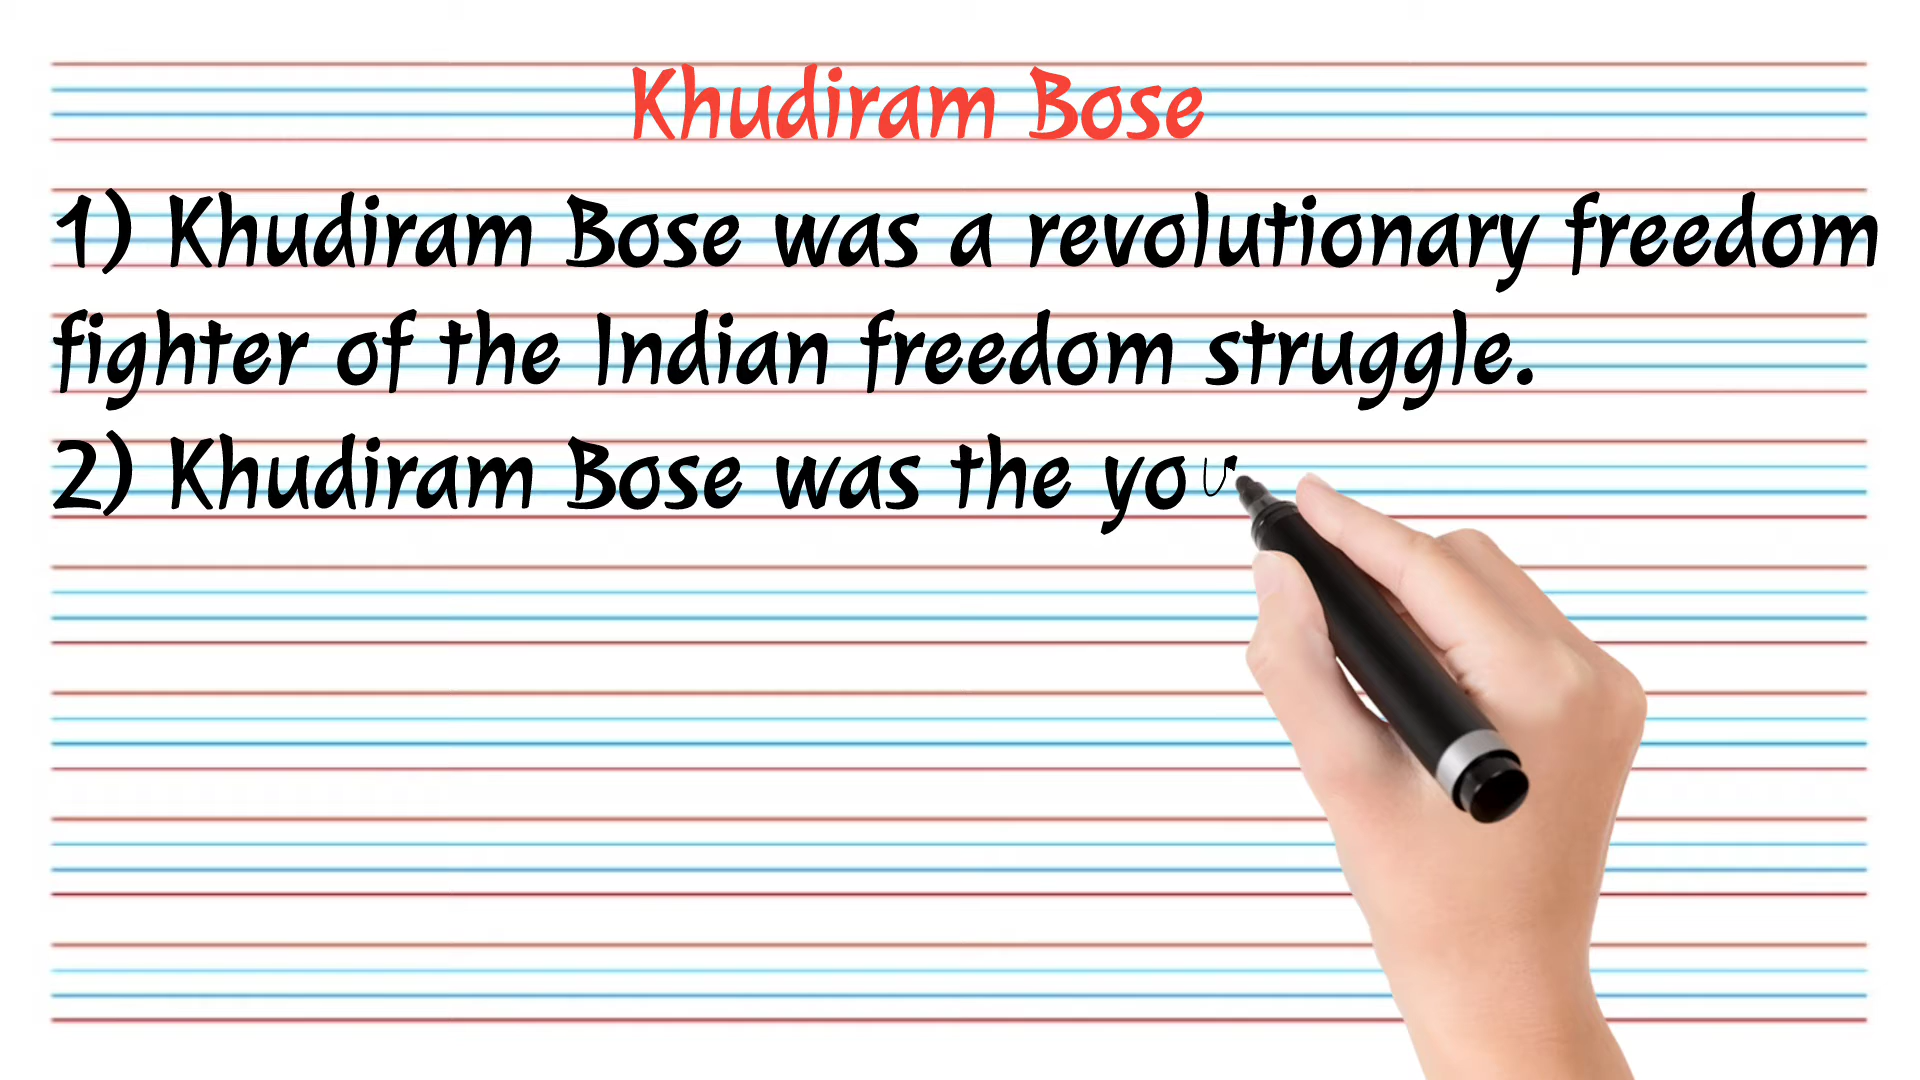 Khudiram Bose
1) Khudiram Bose was a revolutionary freedom
fighter of the Indian freedom struggle.
2) Khudiram Bose was the you